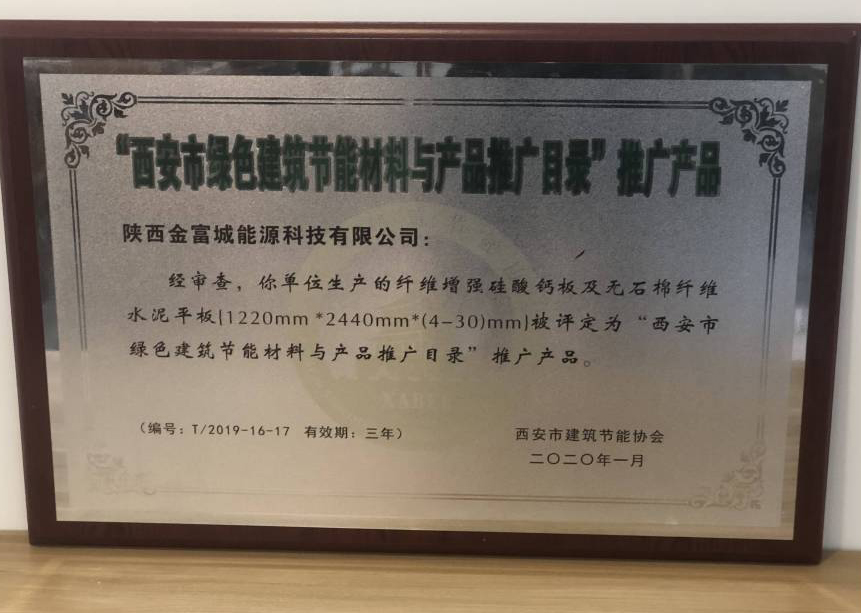 “西安市绿色建筑节能材料与产品推广目录”推广产品
陕西金富城能源科技有限公司：
经审查，你单位生产的纤维增强硅酸钙板及无石棉纤维
水泥平板[1220mm *2440mm*(4-30)mm]被评定为“西安市
绿色建筑节能材料与产品推广目录”推广产品。
（编号：T/2019-16-17 有效期：三年）
西安市建筑节能协会
二〇二〇年一月